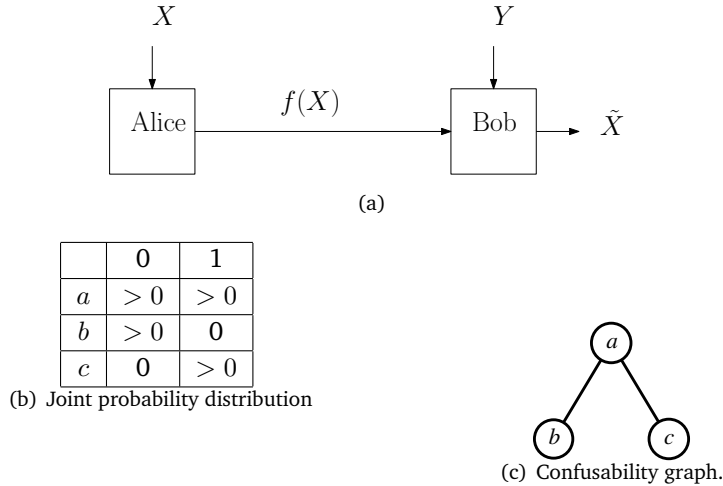 X Y
Alice f(X) Bob X̃
(a)
0 1
a > 0 > 0
b > 0 0
c 0 > 0
(b) Joint probability distribution
a
b c
(c) Confusability graph.